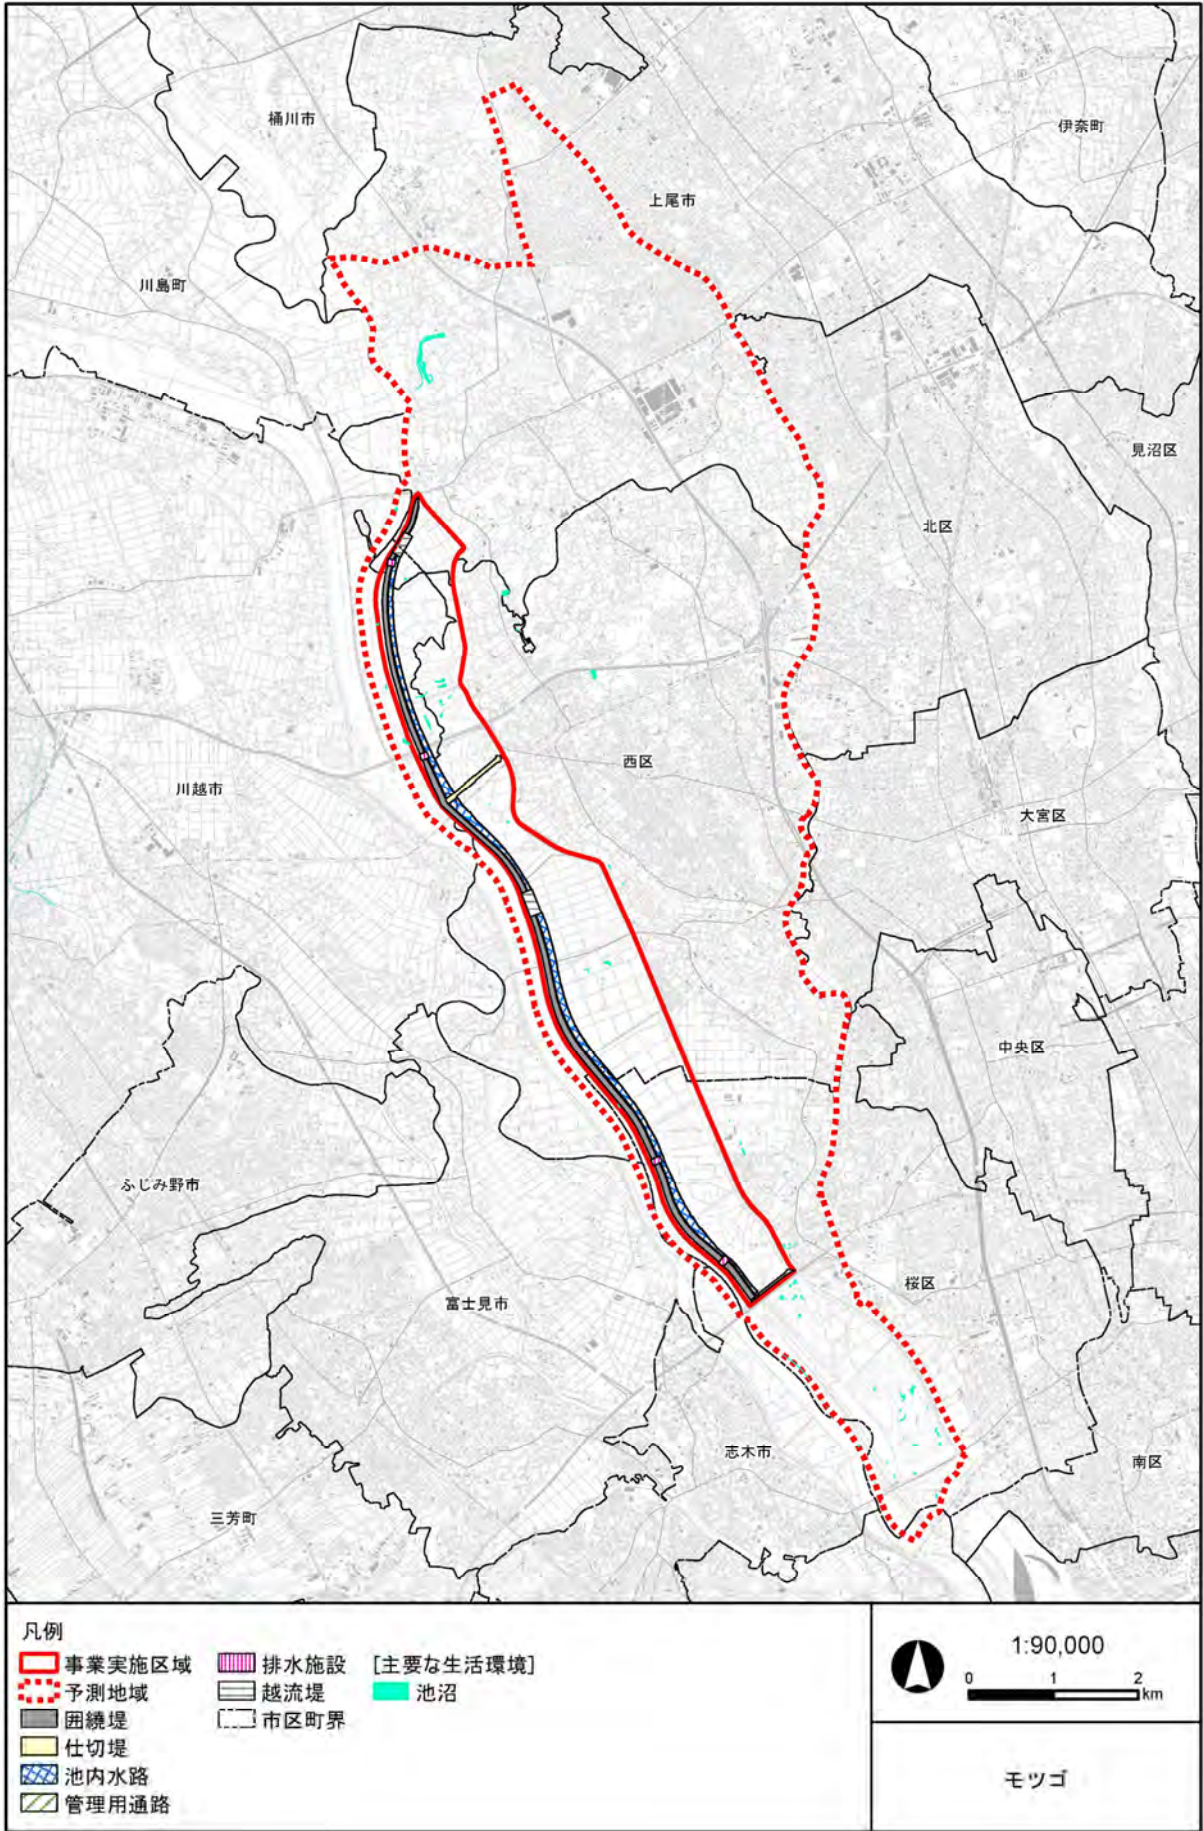 桶川市
伊奈町
上尾市
川島町
見沼区
北区
西区
川越市
大宮区
中央区
ふじみ野市
桜区
富士見市
志木市
南区
三芳町
凡例
事業実施区域
予測地域
囲繞堤
仕切堤
池内水路
管理用通路
排水施設
越流堤
市区町界
[主要な生活環境]
池沼
1:90,000
0 1 2
km
モツゴ